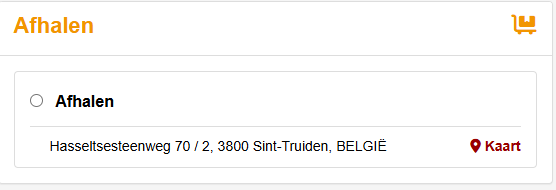 Afhalen
Afhalen
Hasseltsesteenweg 70 / 2, 3800 Sint-Truiden, BELGIË Kaart